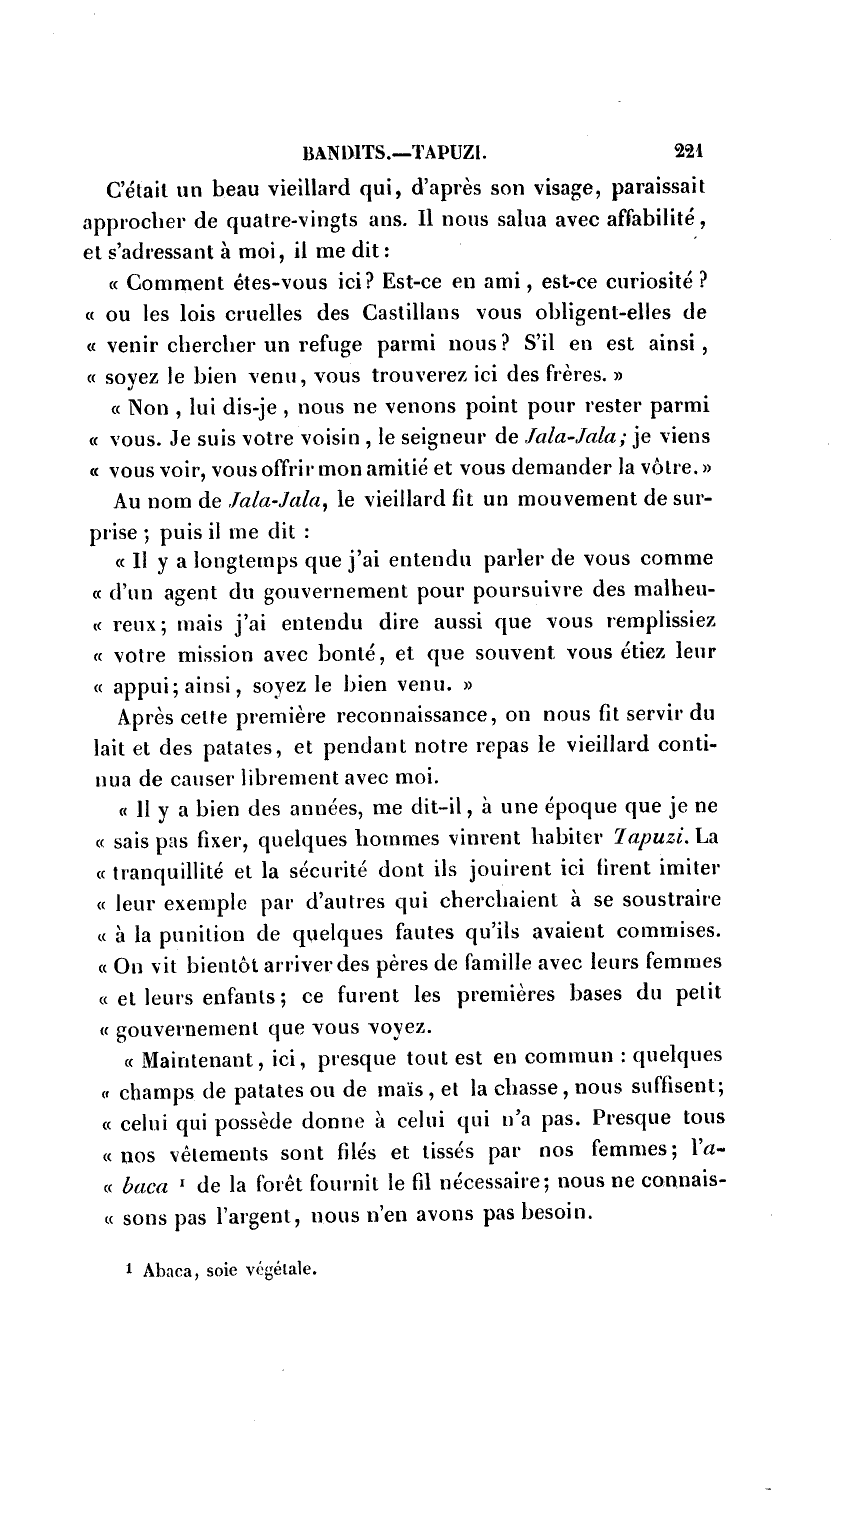 BANDITS.—TAPUZI. 221
C'était un beau vieillard qui, d'après son visage, paraissait
approcher de quatre-vingts ans. Il nous salua avec affabilité,
et s'adressant à moi, il me dit :
« Comment êtes-vous ici? Est-ce en ami, est-ce curiosité ?
« ou les lois cruelles des Castillans vous obligent-elles de
« venir chercher un refuge parmi nous? S'il en est ainsi,
« soyez le bien venu, vous trouverez ici des frères. »
« Non, lui dis-je, nous ne venons point pour rester parmi
« vous. Je suis votre voisin, le seigneur de Jala-Jala; je viens
« vous voir, vous offrir mon amitié et vous demander la vôtre.»
Au nom de Jala-Jala, le vieillard fit un mouvement de sur-
prise ; puis il me dit :
« Il y a longtemps que j'ai entendu parler de vous comme
« d'un agent du gouvernement pour poursuivre des malheu-
« reux; mais j'ai entendu dire aussi que vous remplissiez
« votre mission avec bonté, et que souvent vous étiez leur
« appui; ainsi, soyez le bien venu. »
Après cette première reconnaissance, on nous fit servir du
lait et des patates, et pendant notre repas le vieillard conti-
nua de causer librement avec moi.
« Il y a bien des années, me dit-il, à une époque que je ne
« sais pas fixer, quelques hommes vinrent habiter Tapuzi. La
« tranquillité et la sécurité dont ils jouirent ici firent imiter
« leur exemple par d'autres qui cherchaient à se soustraire
« à la punition de quelques fautes qu'ils avaient commises.
« On vit bientôt arriver des pères de famille avec leurs femmes
« et leurs enfants; ce furent les premières bases du petit
« gouvernement que vous voyez.
« Maintenant, ici, presque tout est en commun : quelques
« champs de patates ou de maïs, et la chasse, nous suffisent;
« celui qui possède donne à celui qui n'a pas. Presque tous
« nos vêtements sont filés et tissés par nos femmes; l'a-
« baca 1 de la forêt fournit le fil nécessaire; nous ne connais-
« sons pas l'argent, nous n'en avons pas besoin.
1 Abaca, soie végétale.